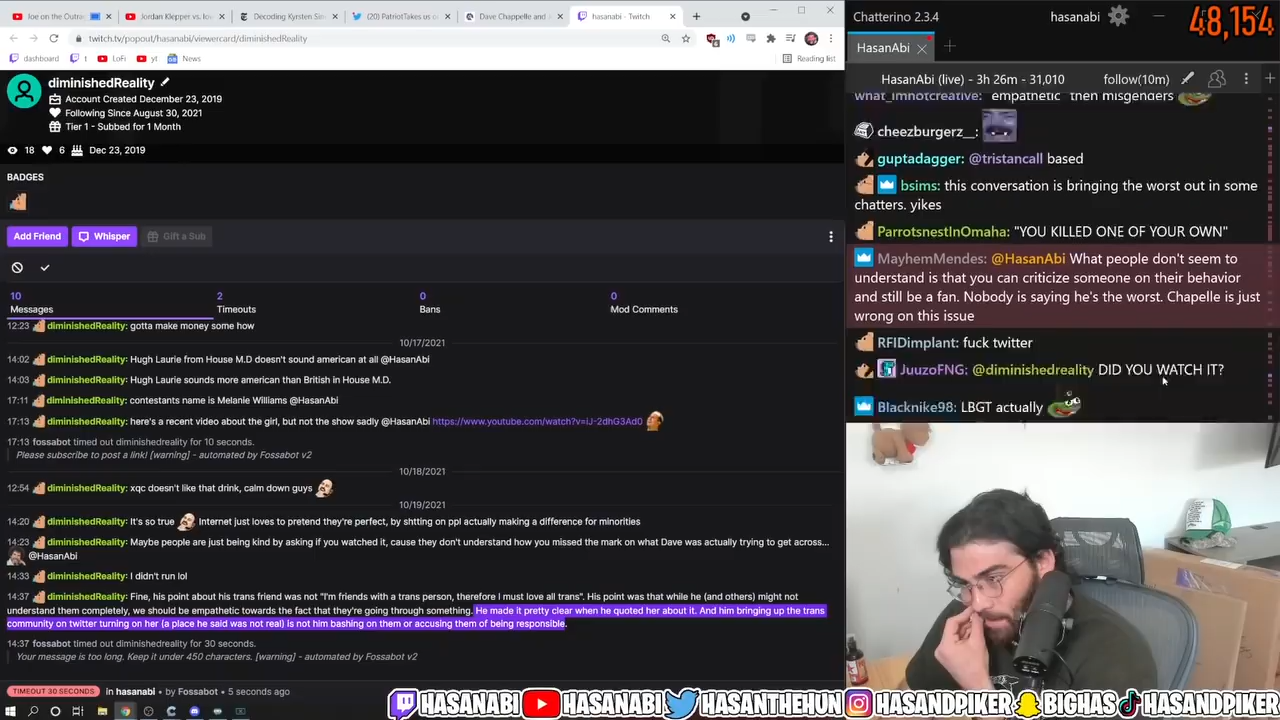 Joe on the Outra
Jordan Klepper vs. Io
Decoding Kyrsten Sin
(20) PatriotTakes us o
Dave Chappelle and
hasanabi - Twitch
twitch.tv/popout/hasanabi/viewercard/diminishedReality
dashboard
t
LoFi
yt
News
Reading list
diminishedReality
Account Created December 23, 2019
Following Since August 30, 2021
Tier 1 - Subbed for 1 Month
18 6 Dec 23, 2019
BADGES
Add Friend
Whisper
Gift a Sub
10
Messages
2
Timeouts
0
Bans
0
Mod Comments
12:23 diminishedReality: gotta make money some how
10/17/2021
14:02 diminishedReality: Hugh Laurie from House M.D doesn't sound american at all @HasanAbi
14:03 diminishedReality: Hugh Laurie sounds more american than British in House M.D.
17:11 diminishedReality: contestants name is Melanie Williams @HasanAbi
17:13 diminishedReality: here's a recent video about the girl, but not the show sadly @HasanAbi https://www.youtube.com/watch?v=iJ-2dhG3Ad0
17:13 fossabot timed out diminishedreality for 10 seconds.
Please subscribe to post a link! [warning] - automated by Fossabot v2
10/18/2021
12:54 diminishedReality: xqc doesn't like that drink, calm down guys
10/19/2021
14:20 diminishedReality: It's so true Internet just loves to pretend they're perfect, by shtting on ppl actually making a difference for minorities
14:23 diminishedReality: Maybe people are just being kind by asking if you watched it, cause they don't understand how you missed the mark on what Dave was actually trying to get across...
@HasanAbi
14:33 diminishedReality: I didn't run lol
14:37 diminishedReality: Fine, his point about his trans friend was not "I'm friends with a trans person, therefore I must love all trans". His point was that while he (and others) might not
understand them completely, we should be empathetic towards the fact that they're going through something. He made it pretty clear when he quoted her about it. And him bringing up the trans
community on twitter turning on her (a place he said was not real) is not him bashing on them or accusing them of being responsible.
14:37 fossabot timed out diminishedreality for 30 seconds.
Your message is too long. Keep it under 450 characters. [warning] - automated by Fossabot v2
TIMEOUT 30 SECONDS in hasanabi • by Fossabot • 5 seconds ago
Chatterino 2.3.4
hasanabi
48,154
HasanAbi
HasanAbi (live) - 3h 26m - 31,010
follow(10m)
what_imnotcreative: "empathetic" then misgenders
cheezburgerz__:
guptadagger: @tristancall based
bsims: this conversation is bringing the worst out in some
chatters. yikes
ParrotsnestInOmaha: "YOU KILLED ONE OF YOUR OWN"
MayhemMendes: @HasanAbi What people don't seem to
understand is that you can criticize someone on their behavior
and still be a fan. Nobody is saying he's the worst. Chapelle is just
wrong on this issue
RFIDimplant: fuck twitter
JuuzoFNG: @diminishedreality DID YOU WATCH IT?
Blacknike98: LBGT actually
HASANABI
HASANABI
HASANTHEHUN
HASANDPIKER
BIGHAS
HASANDPIKER